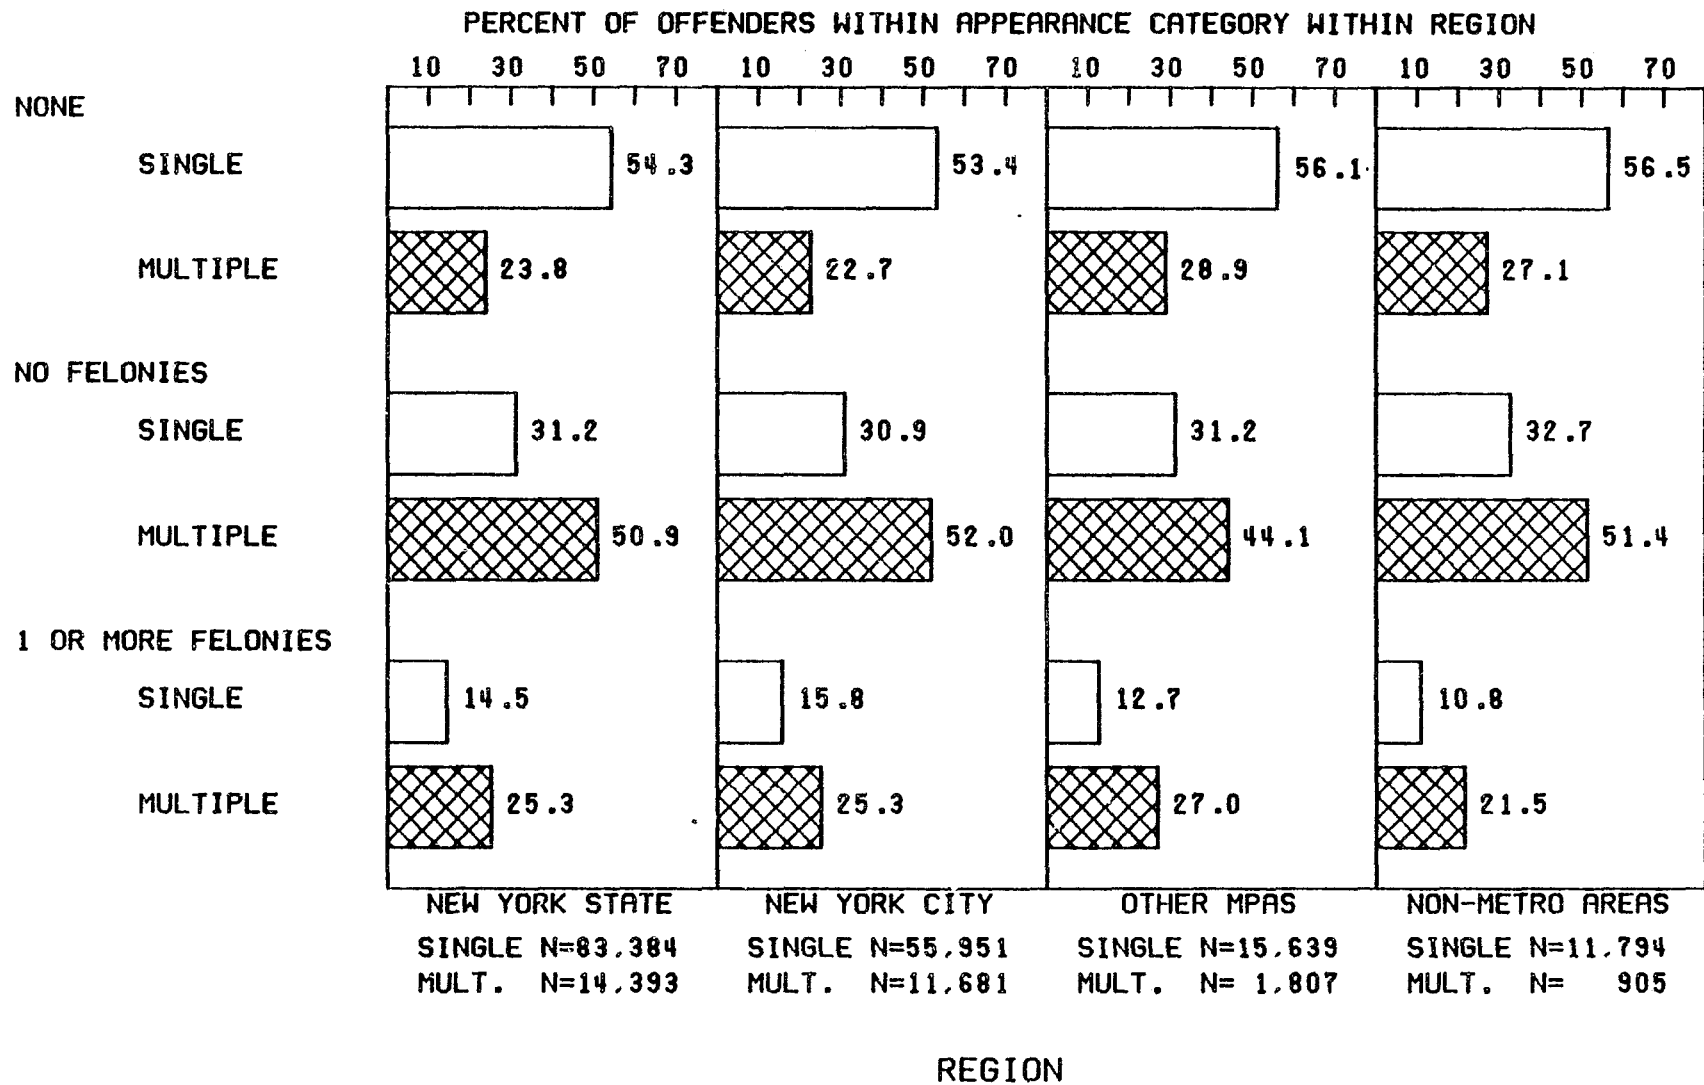 PERCENT OF OFFENDERS WITHIN APPEARANCE CATEGORY WITHIN REGION
10 30 50 70 10 30 50 70 10 30 50 70 10 30 50 70
NONE
SINGLE 54.3 53.4 56.1 56.5
MULTIPLE 23.8 22.7 28.9 27.1
NO FELONIES
SINGLE 31.2 30.9 31.2 32.7
MULTIPLE 50.9 52.0 44.1 51.4
1 OR MORE FELONIES
SINGLE 14.5 15.8 12.7 10.8
MULTIPLE 25.3 25.3 27.0 21.5
NEW YORK STATE NEW YORK CITY OTHER MPAS NON-METRO AREAS
SINGLE N=83,384 SINGLE N=55,951 SINGLE N=15,639 SINGLE N=11,794
MULT. N=14,393 MULT. N=11,681 MULT. N= 1,807 MULT. N= 905
REGION